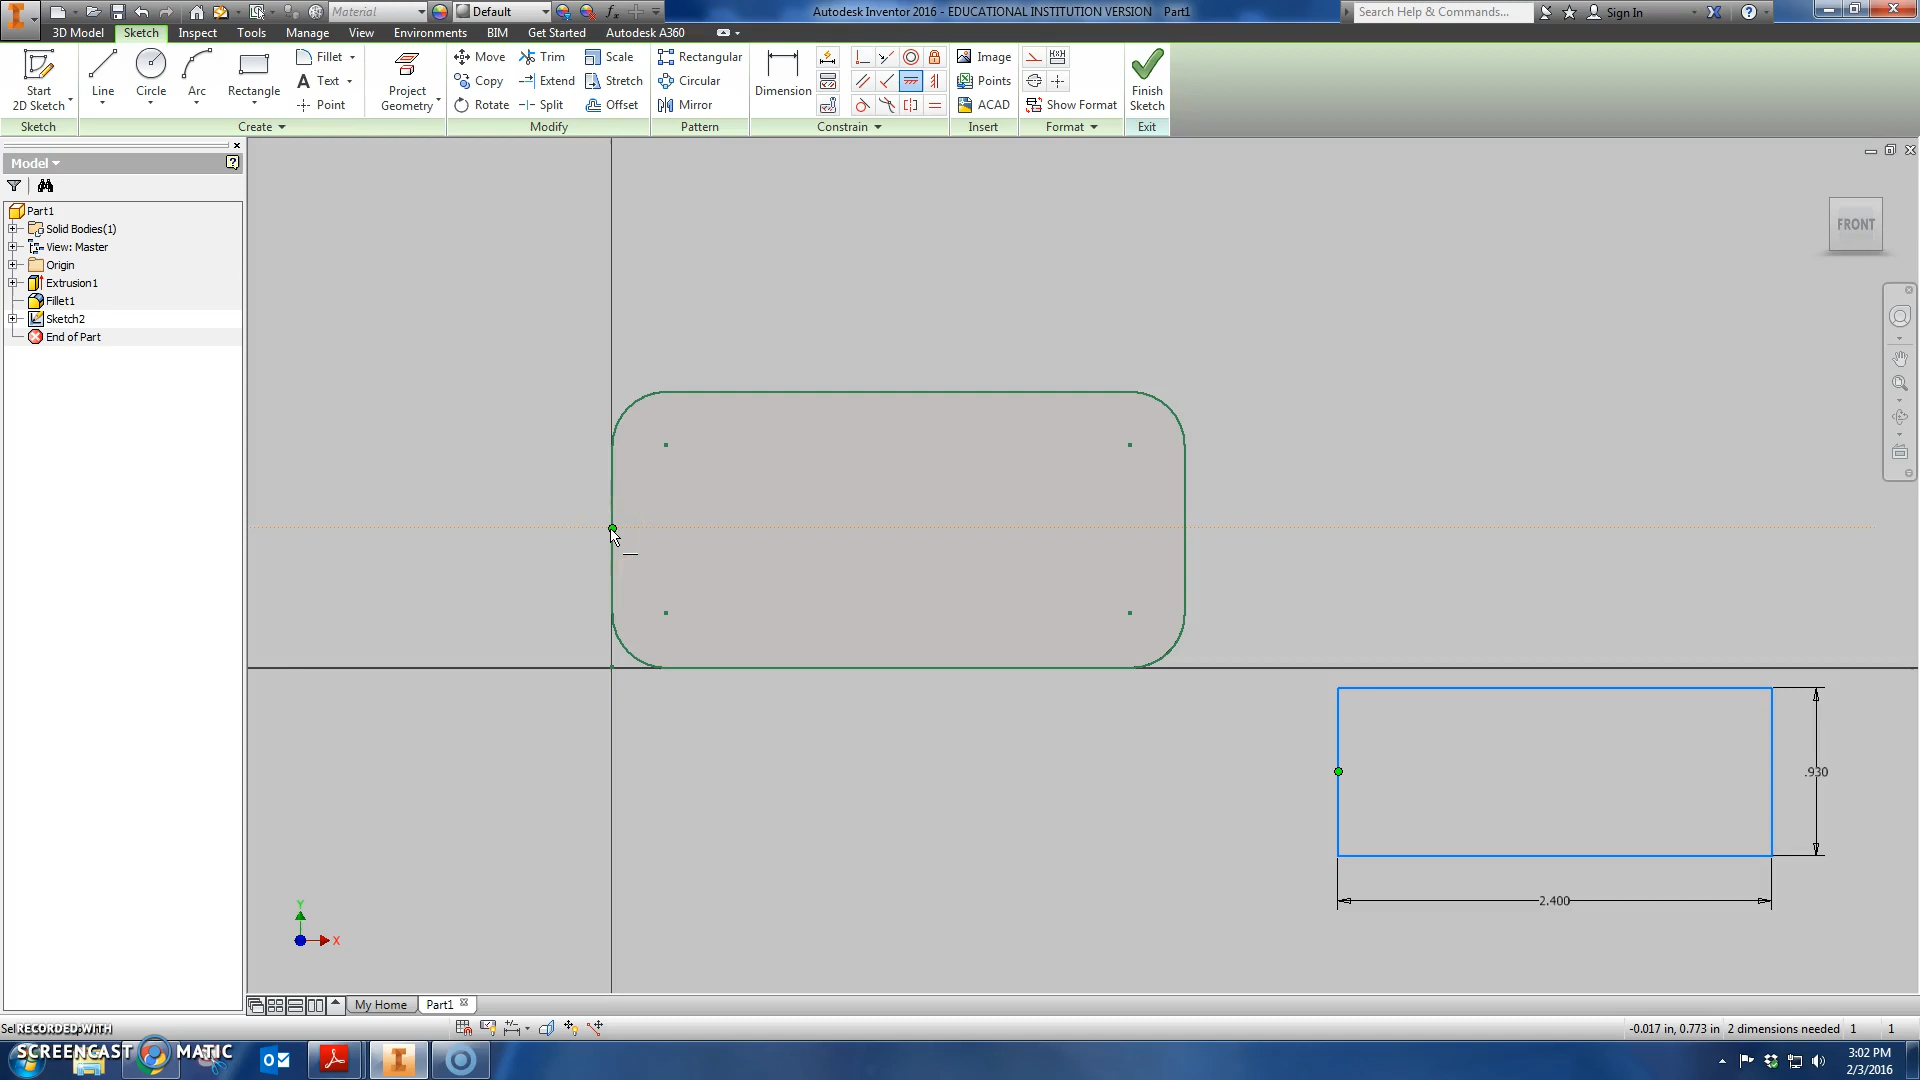 Material
Default
Autodesk Inventor 2016 - EDUCATIONAL INSTITUTION VERSION Part1
Search Help & Commands...
Sign In
3D Model Sketch Inspect Tools Manage View Environments BIM Get Started Autodesk A360
Start
2D Sketch
Line
Circle
Arc
Rectangle
Fillet
Text
Point
Project
Geometry
Move
Copy
Rotate
Trim
Extend
Split
Scale
Stretch
Offset
Rectangular
Circular
Mirror
Dimension
Image
Points
ACAD
Show Format
Finish
Sketch
Sketch
Create
Modify
Pattern
Constrain
Insert
Format
Exit
Model
Part1
Solid Bodies(1)
View: Master
Origin
Extrusion1
Fillet1
Sketch2
End of Part
FRONT
.930
2.400
Y
X
My Home
Part1
RECORDED WITH
SCREENCAST MATIC
-0.017 in, 0.773 in 2 dimensions needed 1 1
3:02 PM
2/3/2016